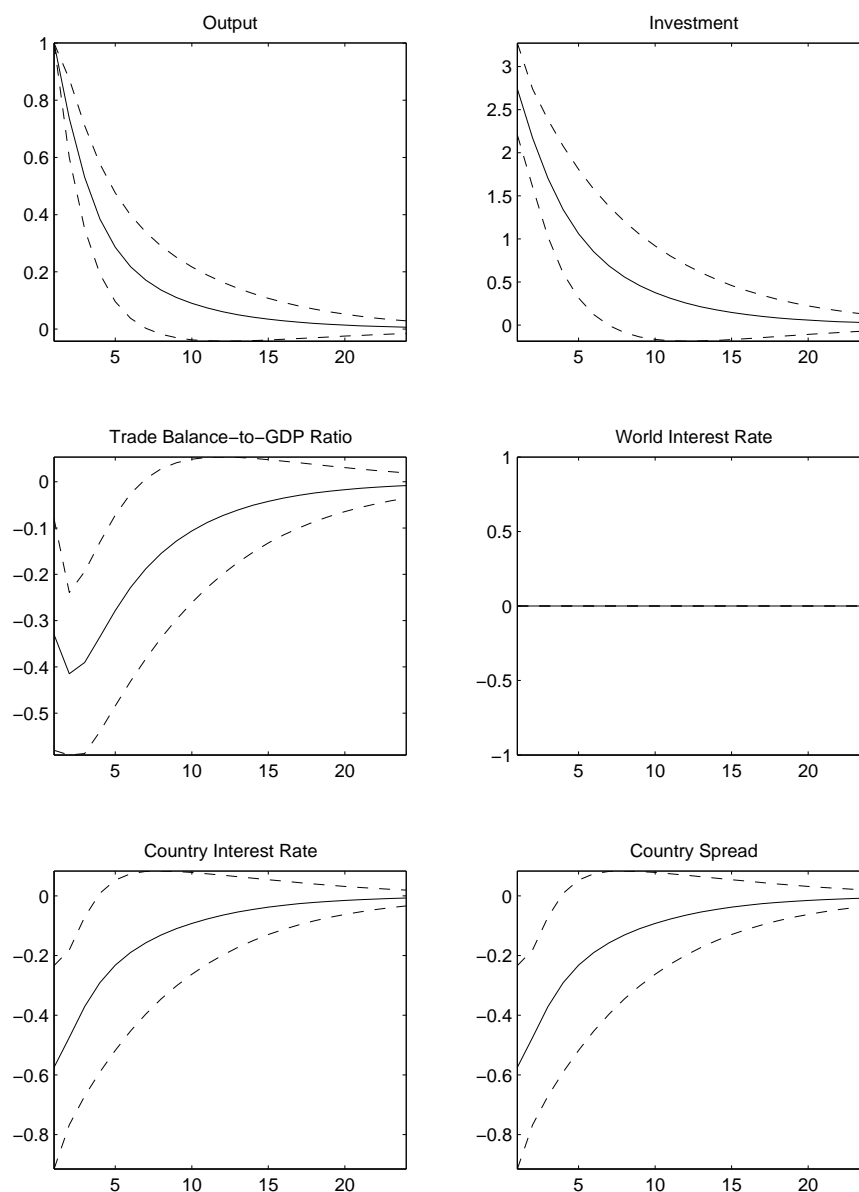 Output
1
0.8
0.6
0.4
0.2
0
5 10 15 20
Investment
3
2.5
2
1.5
1
0.5
0
5 10 15 20
Trade Balance−to−GDP Ratio
0
−0.1
−0.2
−0.3
−0.4
−0.5
5 10 15 20
World Interest Rate
1
0.5
0
−0.5
−1
5 10 15 20
Country Interest Rate
0
−0.2
−0.4
−0.6
−0.8
5 10 15 20
Country Spread
0
−0.2
−0.4
−0.6
−0.8
5 10 15 20